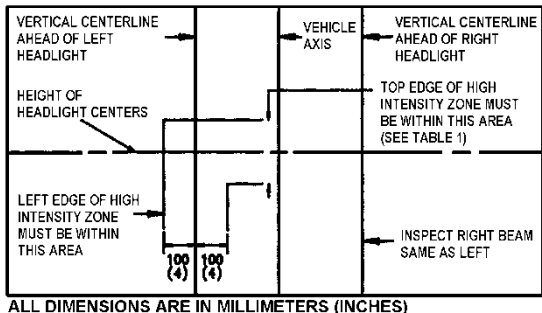 VERTICAL CENTERLINE
AHEAD OF LEFT
HEADLIGHT
VEHICLE
AXIS
VERTICAL CENTERLINE
AHEAD OF RIGHT
HEADLIGHT
HEIGHT OF
HEADLIGHT CENTERS
TOP EDGE OF HIGH
INTENSITY ZONE MUST
BE WITHIN THIS AREA
(SEE TABLE 1)
LEFT EDGE OF HIGH
INTENSITY ZONE
MUST BE WITHIN
THIS AREA
100
(4)
100
(4)
INSPECT RIGHT BEAM
SAME AS LEFT
ALL DIMENSIONS ARE IN MILLIMETERS (INCHES)